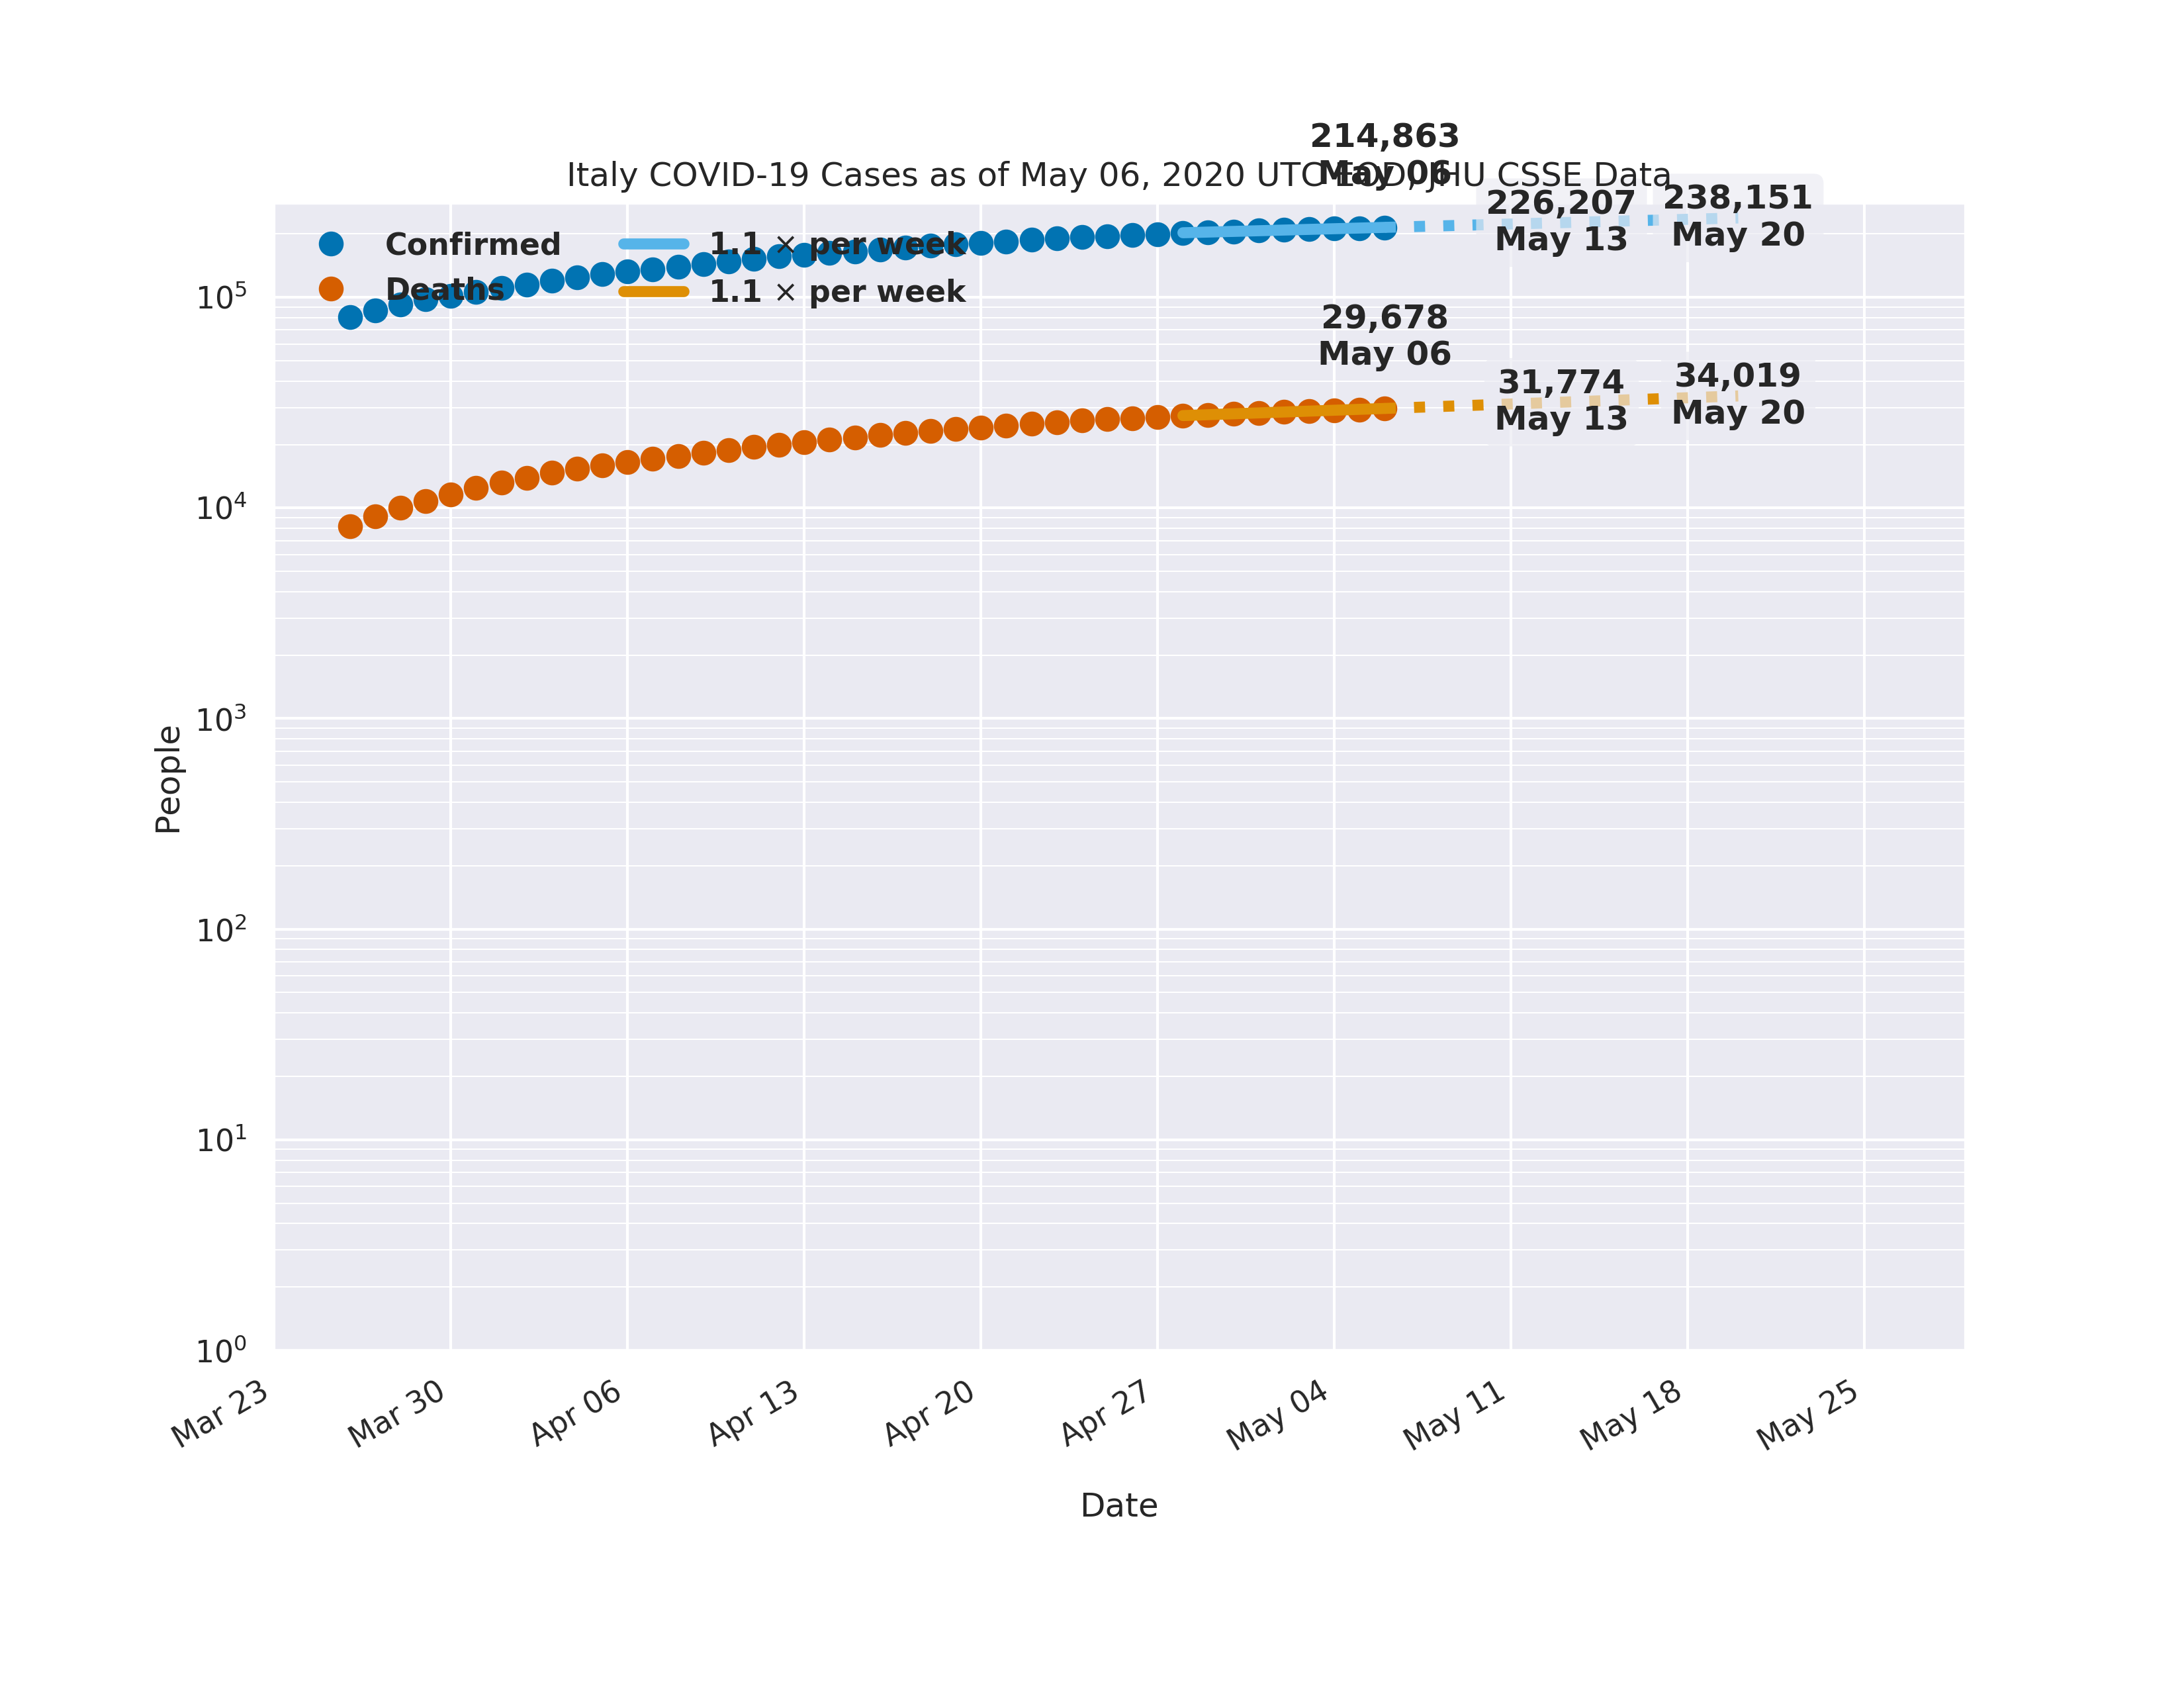 214,863
May 06
Italy COVID-19 Cases as of May 06, 2020 UTC EOD, JHU CSSE Data
226,207
May 13
238,151
May 20
Confirmed
Deaths
1.1 × per week
1.1 × per week
29,678
May 06
31,774
May 13
34,019
May 20
People
10⁵
10⁴
10³
10²
10¹
10⁰
Mar 23
Mar 30
Apr 06
Apr 13
Apr 20
Apr 27
May 04
May 11
May 18
May 25
Date